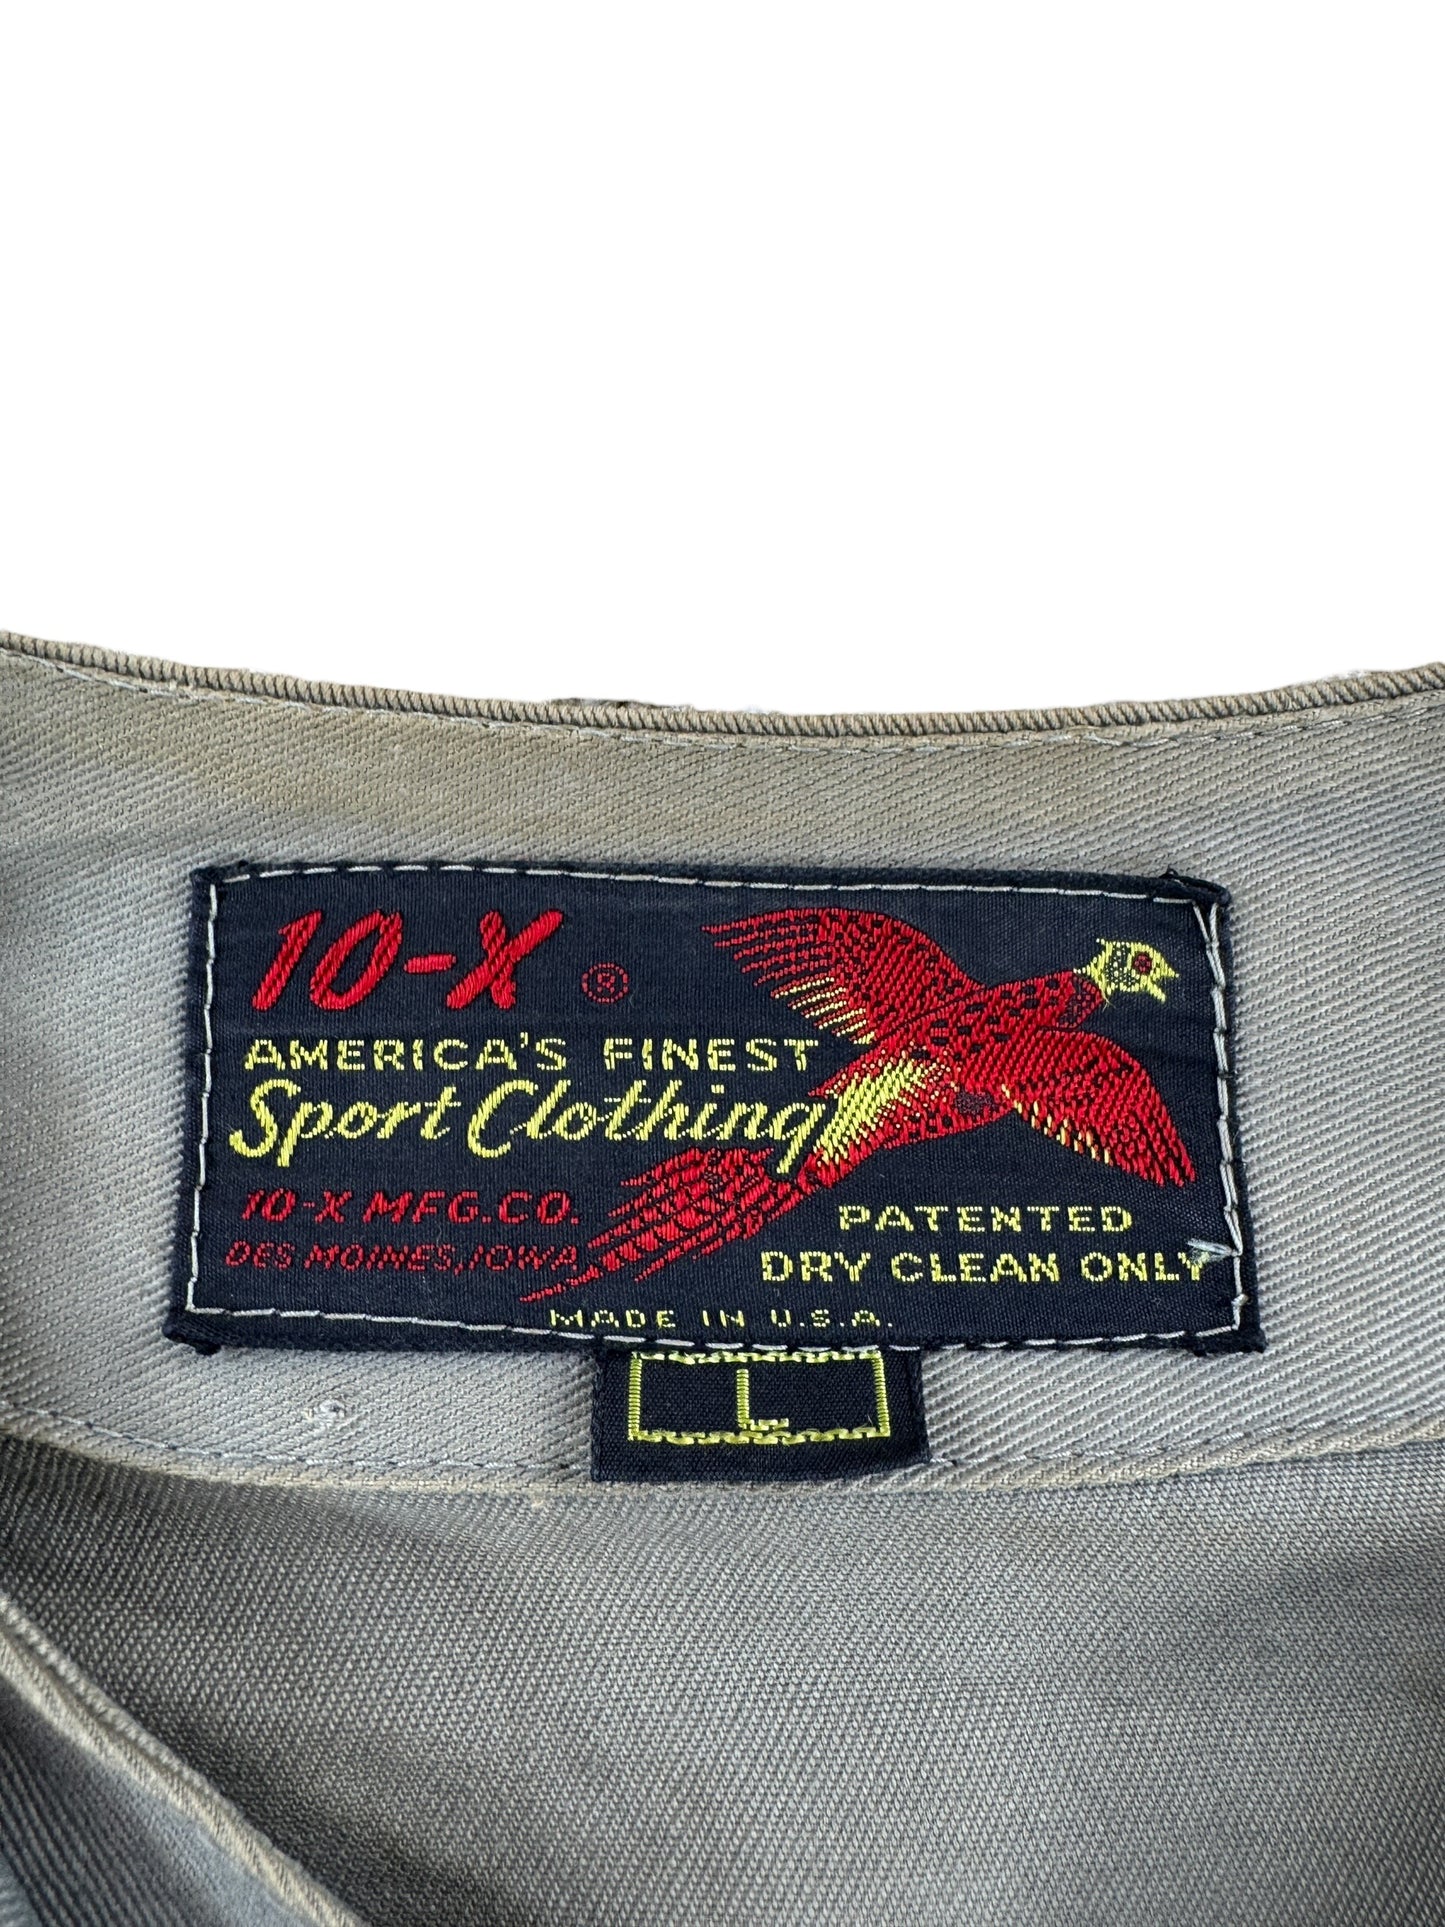 10-X ®
AMERICA'S FINEST
Sport Clothing
10-X MFG. CO.
DES MOINES, IOWA
PATENTED
DRY CLEAN ONLY
MADE IN U.S.A.
L